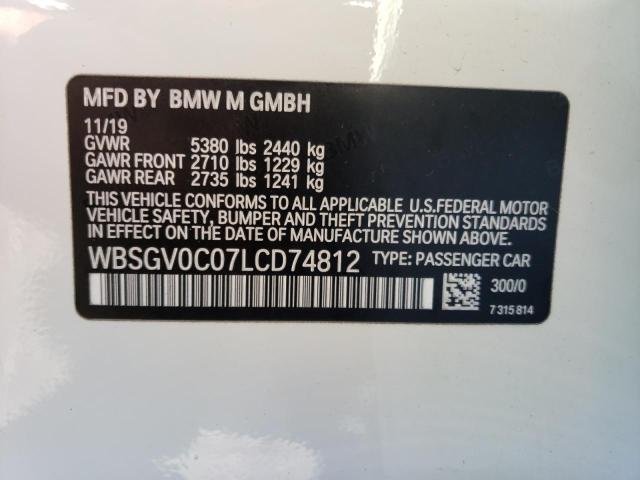 MFD BY BMW M GMBH
11/19
GVWR 5380 lbs 2440 kg
GAWR FRONT 2710 lbs 1229 kg
GAWR REAR 2735 lbs 1241 kg
THIS VEHICLE CONFORMS TO ALL APPLICABLE U.S.FEDERAL MOTOR
VEHICLE SAFETY, BUMPER AND THEFT PREVENTION STANDARDS
IN EFFECT ON THE DATE OF MANUFACTURE SHOWN ABOVE.
WBSGV0C07LCD74812 TYPE: PASSENGER CAR
300/0
7 315 814